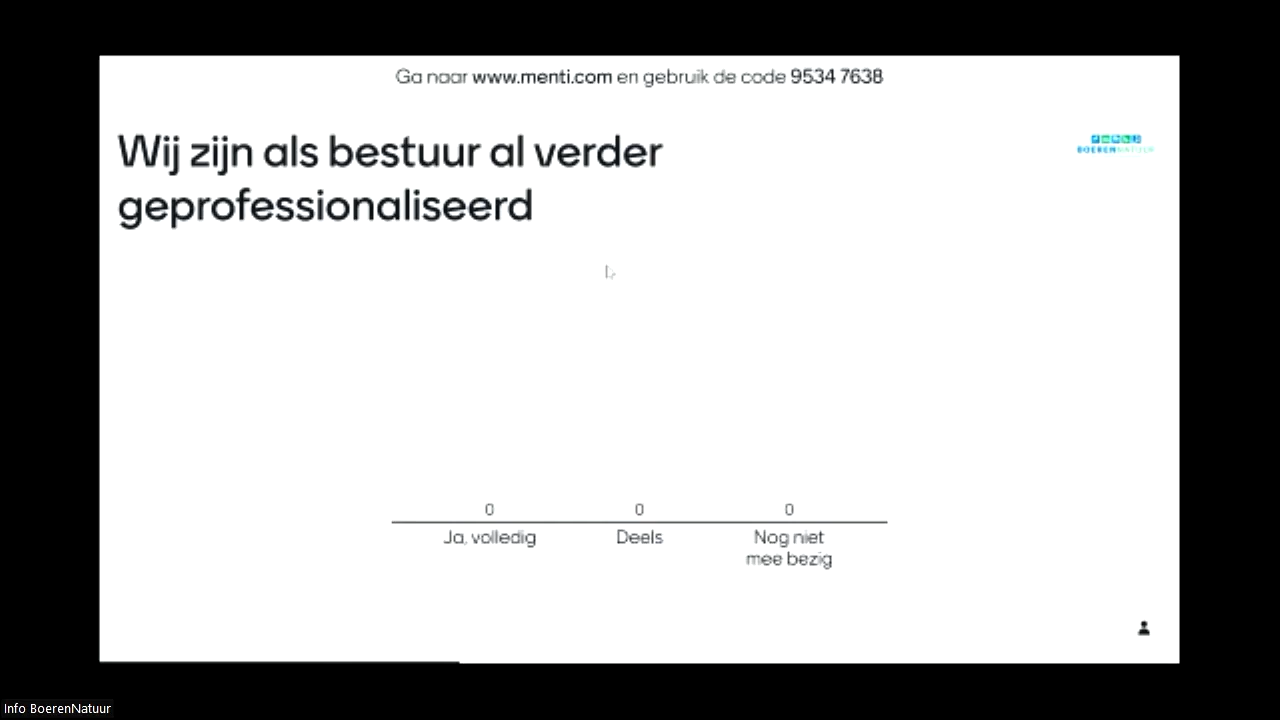 Ga naar www.menti.com en gebruik de code 9534 7638
Wij zijn als bestuur al verder
geprofessionaliseerd
BOERENNATUUR
0 0 0
Ja, volledig Deels Nog niet
mee bezig
Info BoerenNatuur